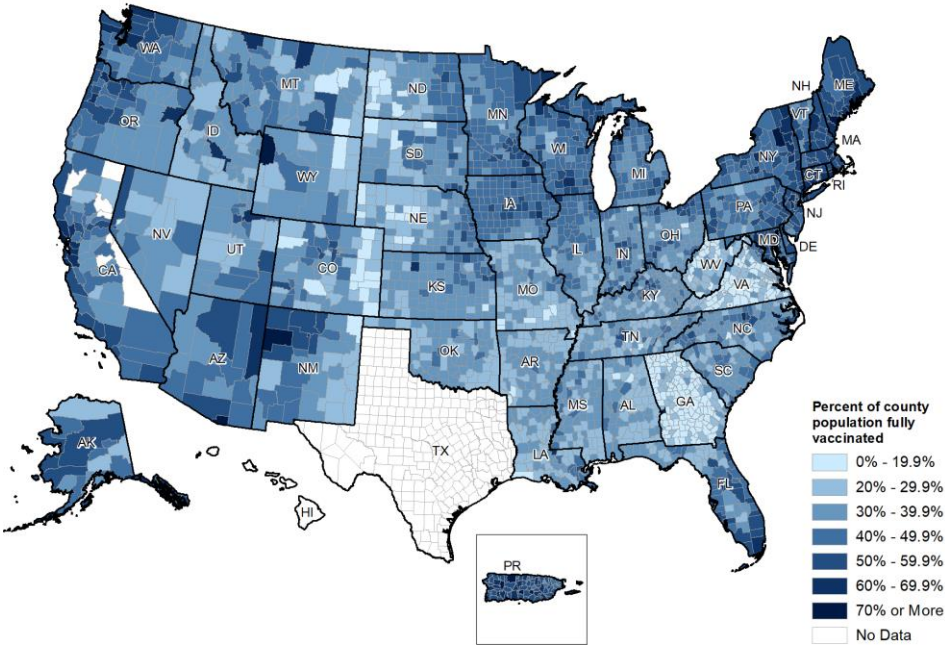 WA
MT
ND
MN
OR
ID
SD
WI
MI
NH
VT
ME
MA
NY
CT
RI
WY
IA
NE
PA
NJ
NV
UT
CO
IL
IN
OH
MD
DE
CA
KS
MO
WV
VA
KY
AZ
NM
OK
AR
TN
NC
SC
MS
AL
GA
TX
LA
FL
AK
HI
PR
Percent of county
population fully
vaccinated
0% - 19.9%
20% - 29.9%
30% - 39.9%
40% - 49.9%
50% - 59.9%
60% - 69.9%
70% or More
No Data